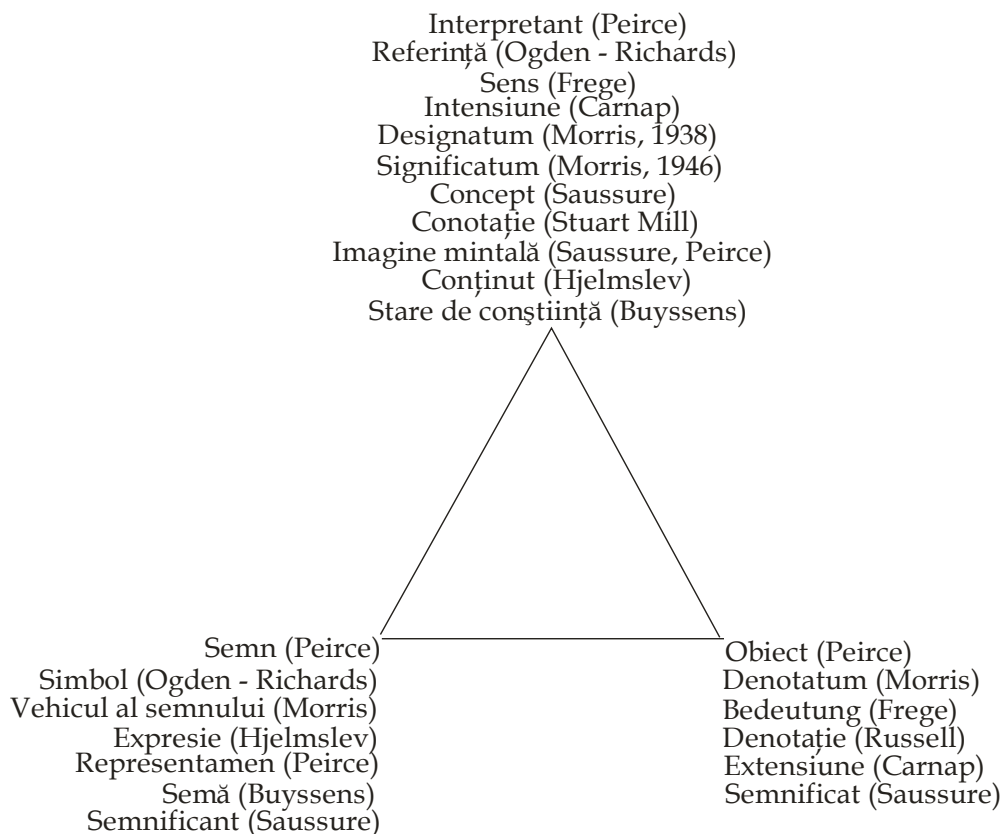 Interpretant (Peirce)
Referință (Ogden - Richards)
Sens (Frege)
Intensiune (Carnap)
Designatum (Morris, 1938)
Significatum (Morris, 1946)
Concept (Saussure)
Conotație (Stuart Mill)
Imagine mintală (Saussure, Peirce)
Conținut (Hjelmslev)
Stare de conştiință (Buyssens)
Semn (Peirce)
Simbol (Ogden - Richards)
Vehicul al semnului (Morris)
Expresie (Hjelmslev)
Representamen (Peirce)
Semă (Buyssens)
Semnificant (Saussure)
Obiect (Peirce)
Denotatum (Morris)
Bedeutung (Frege)
Denotație (Russell)
Extensiune (Carnap)
Semnificat (Saussure)